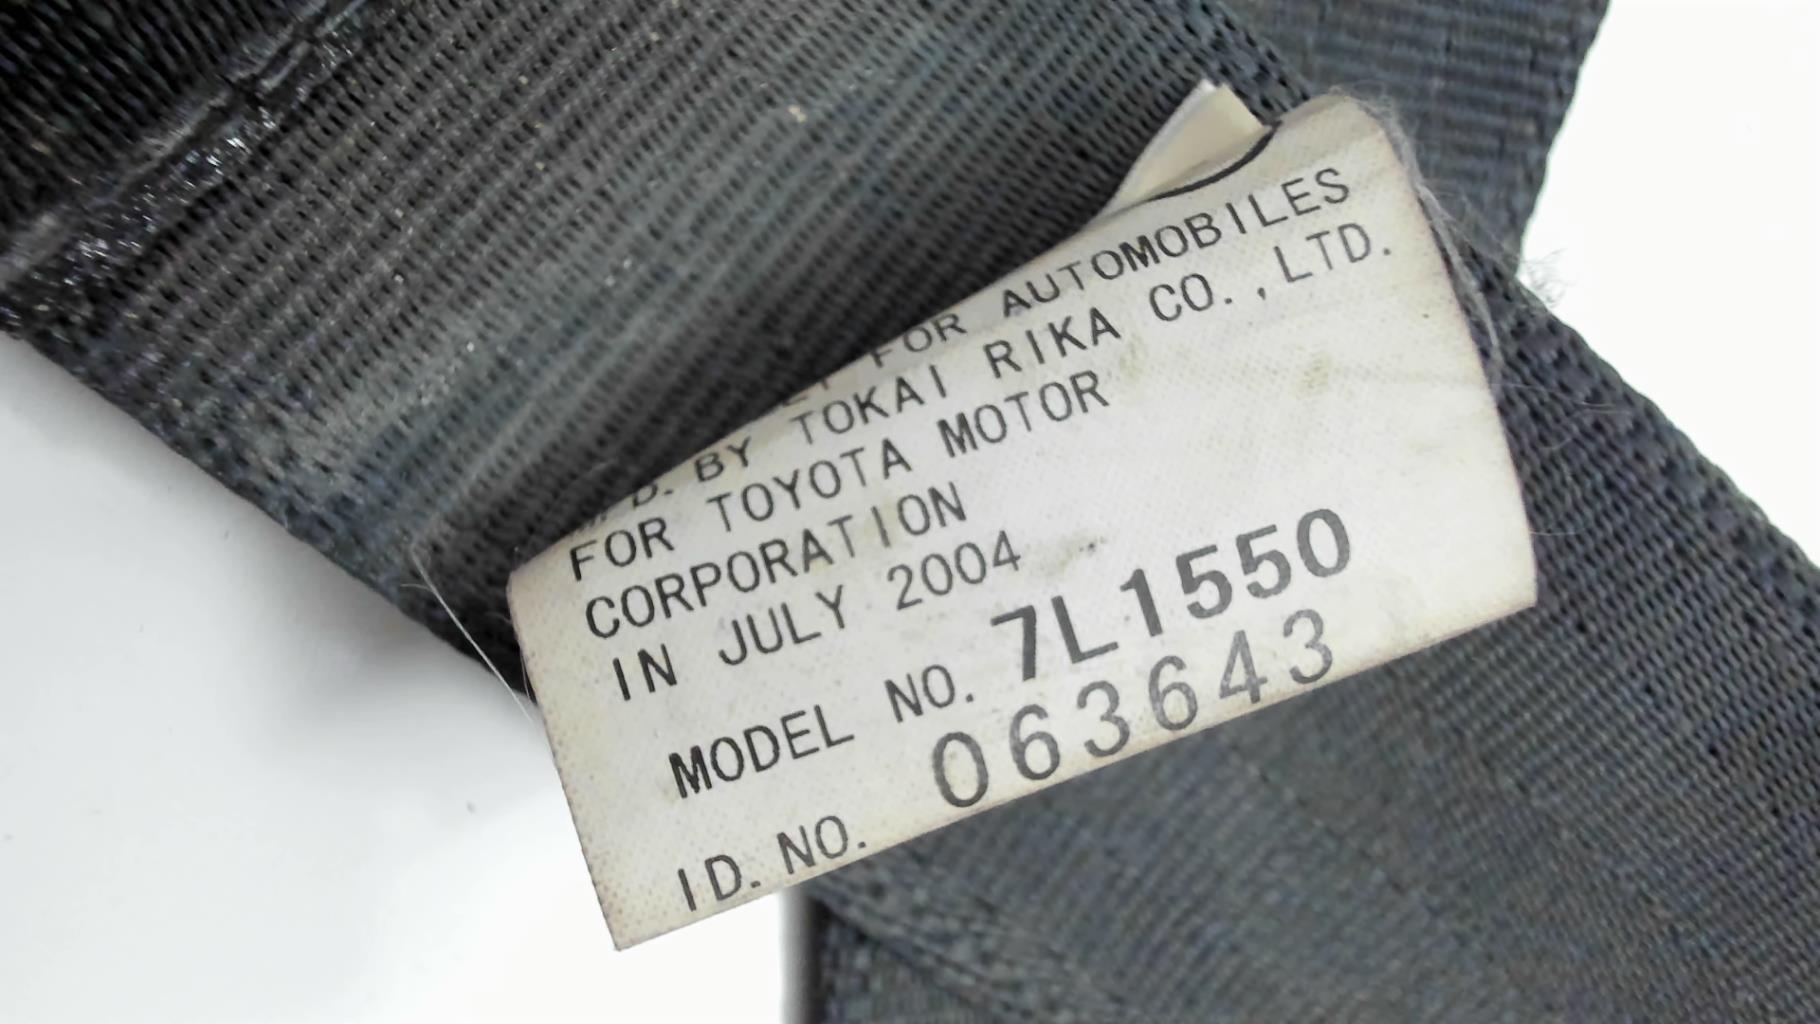 FOR AUTOMOBILES
BY TOKAI RIKA CO.,LTD.
FOR TOYOTA MOTOR
CORPORATION
IN JULY 2004
MODEL NO. 7L1550
ID. NO. 063643